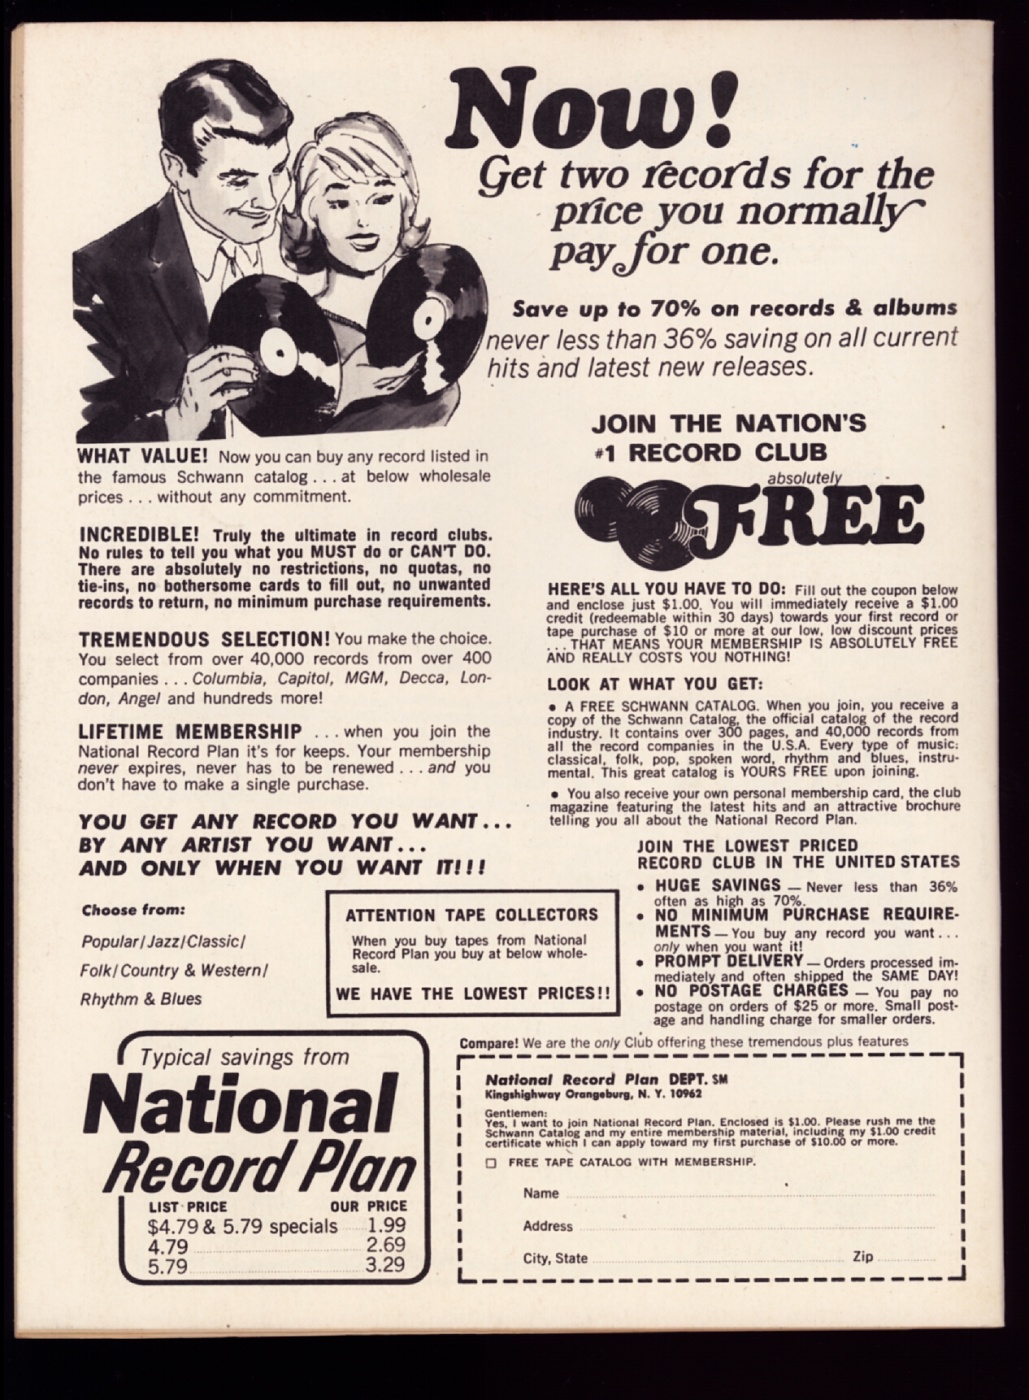 Now!
Get two records for the
price you normally
pay for one.
Save up to 70% on records & albums
never less than 36% saving on all current
hits and latest new releases.
JOIN THE NATION'S
#1 RECORD CLUB
absolutely
FREE
WHAT VALUE! Now you can buy any record listed in
the famous Schwann catalog . . . at below wholesale
prices . . . without any commitment.
INCREDIBLE! Truly the ultimate in record clubs.
No rules to tell you what you MUST do or CAN'T DO.
There are absolutely no restrictions, no quotas, no
tie-ins, no bothersome cards to fill out, no unwanted
records to return, no minimum purchase requirements.
TREMENDOUS SELECTION! You make the choice.
You select from over 40,000 records from over 400
companies . . . Columbia, Capitol, MGM, Decca, Lon-
don, Angel and hundreds more!
LIFETIME MEMBERSHIP . . . when you join the
National Record Plan it's for keeps. Your membership
never expires, never has to be renewed . . . and you
don't have to make a single purchase.
YOU GET ANY RECORD YOU WANT...
BY ANY ARTIST YOU WANT...
AND ONLY WHEN YOU WANT IT!!!
Choose from:
Popular/Jazz/Classic/
Folk/Country & Western/
Rhythm & Blues
ATTENTION TAPE COLLECTORS
When you buy tapes from National
Record Plan you buy at below whole-
sale.
WE HAVE THE LOWEST PRICES!!
HERE'S ALL YOU HAVE TO DO: Fill out the coupon below
and enclose just $1.00. You will immediately receive a $1.00
credit (redeemable within 30 days) towards your first record or
tape purchase of $10 or more at our low, low discount prices
. . . THAT MEANS YOUR MEMBERSHIP IS ABSOLUTELY FREE
AND REALLY COSTS YOU NOTHING!
LOOK AT WHAT YOU GET:
• A FREE SCHWANN CATALOG. When you join, you receive a
copy of the Schwann Catalog, the official catalog of the record
industry. It contains over 300 pages, and 40,000 records from
all the record companies in the U.S.A. Every type of music:
classical, folk, pop, spoken word, rhythm and blues, instru-
mental. This great catalog is YOURS FREE upon joining.
• You also receive your own personal membership card, the club
magazine featuring the latest hits and an attractive brochure
telling you all about the National Record Plan.
JOIN THE LOWEST PRICED
RECORD CLUB IN THE UNITED STATES
• HUGE SAVINGS — Never less than 36%
often as high as 70%.
• NO MINIMUM PURCHASE REQUIRE-
MENTS — You buy any record you want . . .
only when you want it!
• PROMPT DELIVERY — Orders processed im-
mediately and often shipped the SAME DAY!
• NO POSTAGE CHARGES — You pay no
postage on orders of $25 or more. Small post-
age and handling charge for smaller orders.
Compare! We are the only Club offering these tremendous plus features
Typical savings from
National
Record Plan
LIST PRICE OUR PRICE
$4.79 & 5.79 specials 1.99
4.79 2.69
5.79 3.29
National Record Plan DEPT. SM
Kingshighway Orangeburg, N. Y. 10962
Gentlemen:
Yes, I want to join National Record Plan. Enclosed is $1.00. Please rush me the
Schwann Catalog and my entire membership material, including my $1.00 credit
certificate which I can apply toward my first purchase of $10.00 or more.
☐ FREE TAPE CATALOG WITH MEMBERSHIP.
Name
Address
City, State Zip